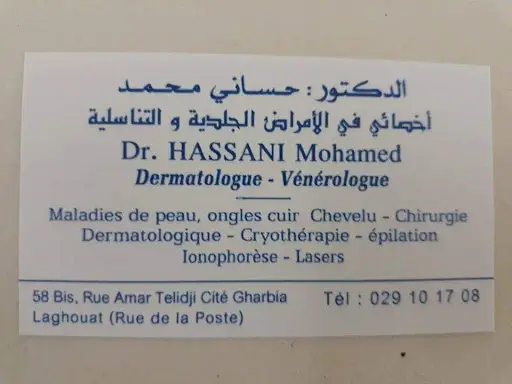 الدكتور: حساني محمد
أخصائي في الأمراض الجلدية و التناسلية
Dr. HASSANI Mohamed
Dermatologue - Vénérologue
Maladies de peau, ongles cuir Chevelu - Chirurgie
Dermatologique - Cryothérapie - épilation
Ionophorèse - Lasers
58 Bis, Rue Amar Telidji Cité Gharbia Tél : 029 10 17 08
Laghouat (Rue de la Poste)